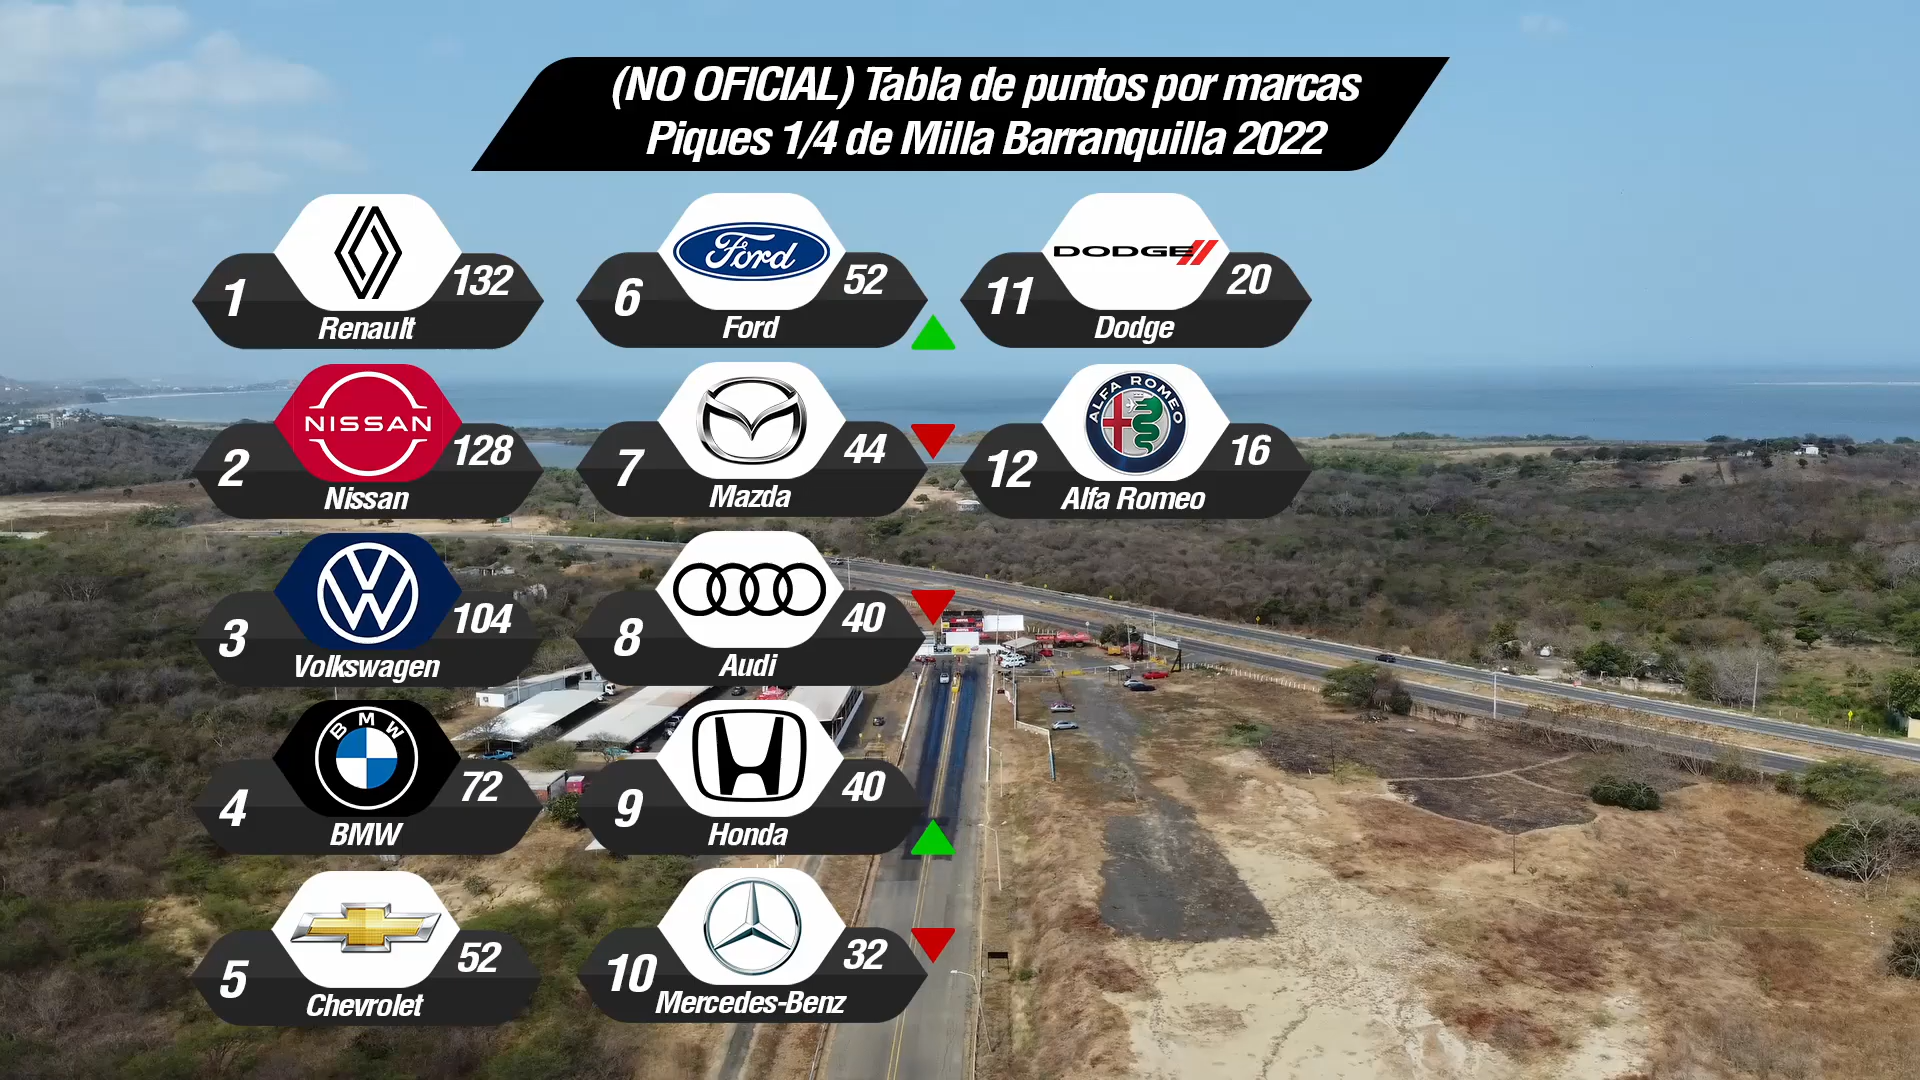 (NO OFICIAL) Tabla de puntos por marcas
Piques 1/4 de Milla Barranquilla 2022
1
132
Renault
2
NISSAN
128
Nissan
3
104
Volkswagen
4
BMW
72
BMW
5
52
Chevrolet
6
Ford
52
Ford
7
44
Mazda
8
40
Audi
9
40
Honda
10
32
Mercedes-Benz
11
DODGE
20
Dodge
12
ALFA ROMEO
16
Alfa Romeo